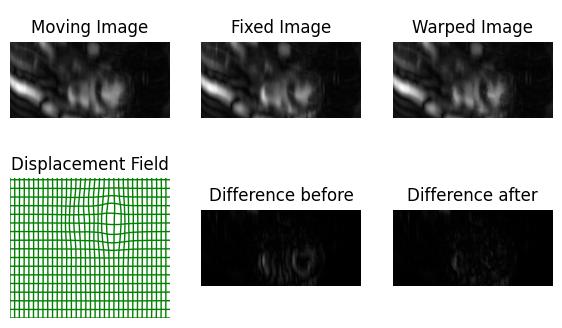 Moving Image
Fixed Image
Warped Image
Displacement Field
Difference before
Difference after